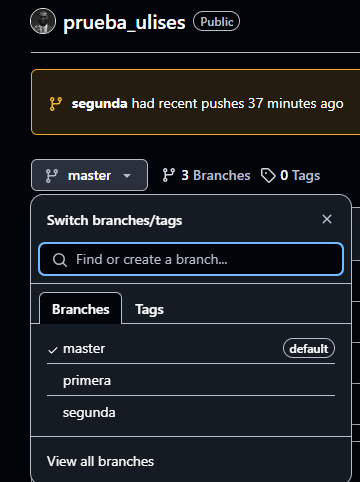 prueba_ulises Public
segunda had recent pushes 37 minutes ago
master 3 Branches 0 Tags
Switch branches/tags
Find or create a branch...
Branches Tags
master default
primera
segunda
View all branches